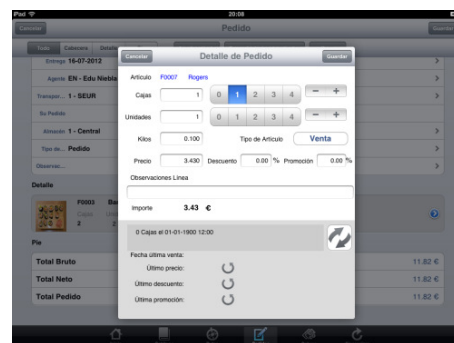 iPad 20:08
Cancelar Pedido Guardar
Todo Cabecera Detalle
Entrega 16-07-2012
Agente EN - Edu Niebla
Transpor... 1 - SEUR
Su Pedido
Almacén 1 - Central
Tipo de... Pedido
Observac...
Detalle
F0003
Cajas
2 2
Pie
Total Bruto 11.82 €
Total Neto 11.82 €
Total Pedido 11.82 €
Cancelar Detalle de Pedido Guardar
Artículo F0007 Rogers
Cajas 1 0 1 2 3 4 - +
Unidades 1 0 1 2 3 4 - +
Kilos 0.100 Tipo de Artículo Venta
Precio 3.430 Descuento 0.00 % Promoción 0.00 %
Observaciones Línea
Importe 3.43 €
0 Cajas el 01-01-1900 12:00
Fecha última venta:
Último precio:
Último descuento:
Última promoción: